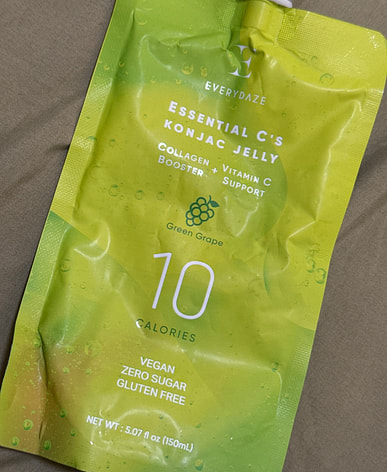 E
EVERYDAZE
ESSENTIAL C'S
KONJAC JELLY
COLLAGEN BOOSTER + VITAMIN C SUPPORT
Green Grape
10
CALORIES
VEGAN
ZERO SUGAR
GLUTEN FREE
NET WT : 5.07 fl oz (150mL)